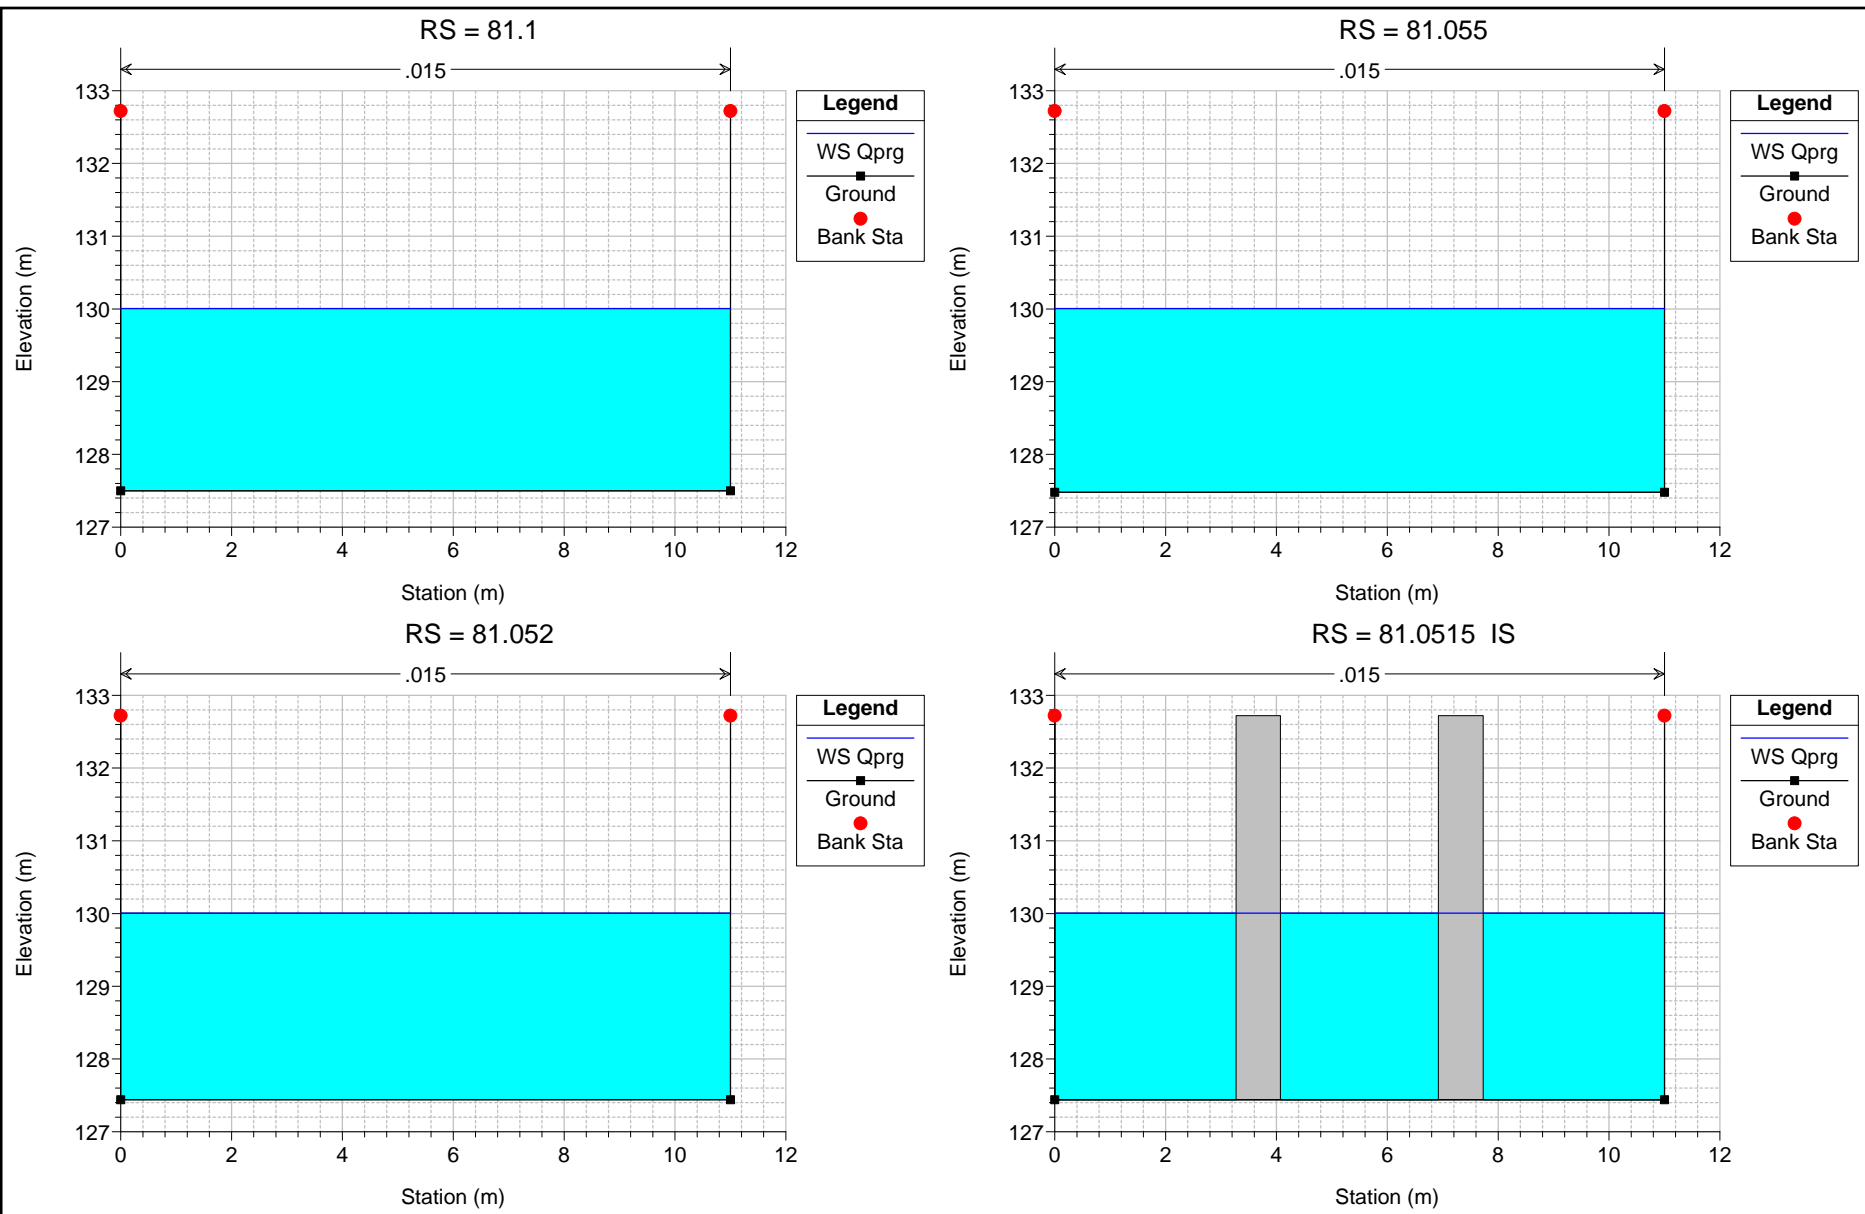 RS = 81.1
.015
133
132
131
130
129
128
127
0 2 4 6 8 10 12
Elevation (m)
Station (m)
Legend
WS Qprg
Ground
Bank Sta
RS = 81.055
.015
133
132
131
130
129
128
127
0 2 4 6 8 10 12
Elevation (m)
Station (m)
Legend
WS Qprg
Ground
Bank Sta
RS = 81.052
.015
133
132
131
130
129
128
127
0 2 4 6 8 10 12
Elevation (m)
Station (m)
Legend
WS Qprg
Ground
Bank Sta
RS = 81.0515 IS
.015
133
132
131
130
129
128
127
0 2 4 6 8 10 12
Elevation (m)
Station (m)
Legend
WS Qprg
Ground
Bank Sta